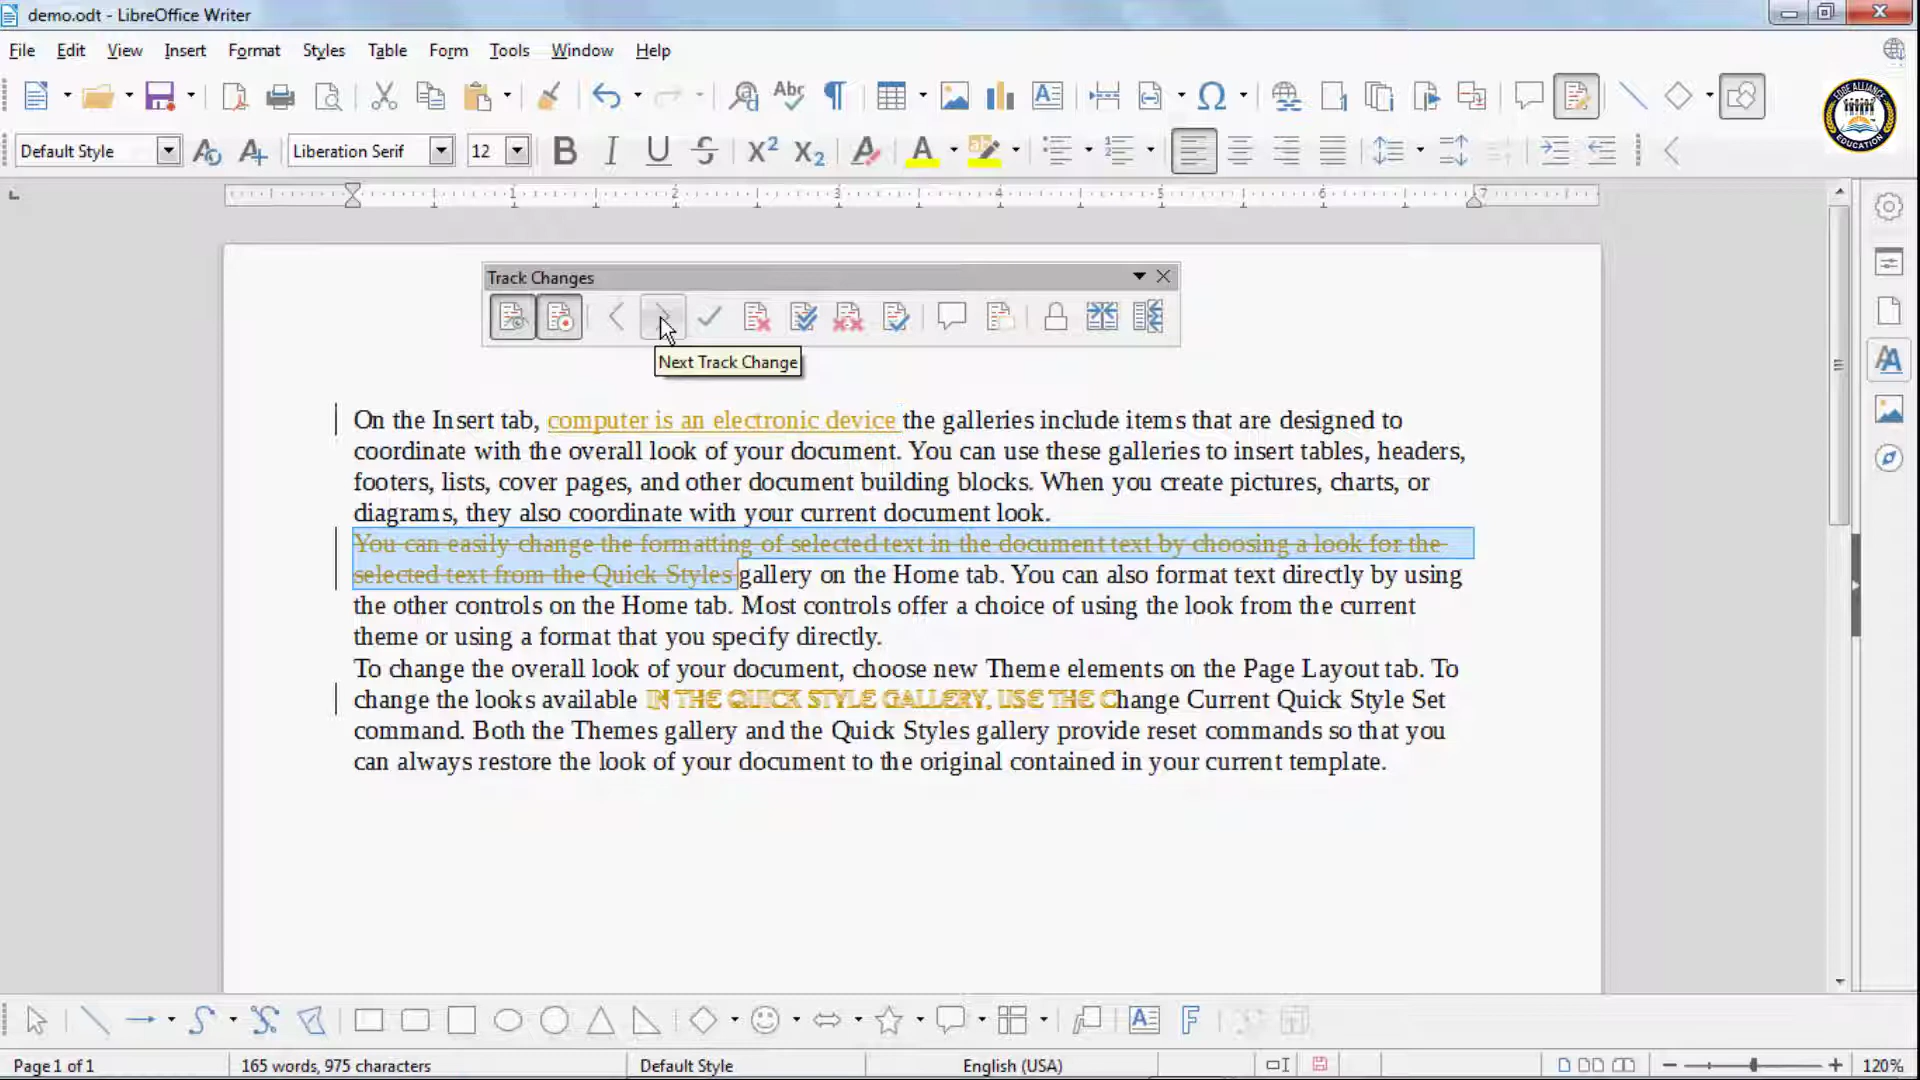 demo.odt - LibreOffice Writer
File Edit View Insert Format Styles Table Form Tools Window Help
Abc
EDGE ALLIANCE
EDUCATION
Default Style Liberation Serif 12
1 2 3 4 5 6 7
Track Changes
Next Track Change
On the Insert tab, computer is an electronic device the galleries include items that are designed to
coordinate with the overall look of your document. You can use these galleries to insert tables, headers,
footers, lists, cover pages, and other document building blocks. When you create pictures, charts, or
diagrams, they also coordinate with your current document look.
You can easily change the formatting of selected text in the document text by choosing a look for the
selected text from the Quick Styles gallery on the Home tab. You can also format text directly by using
the other controls on the Home tab. Most controls offer a choice of using the look from the current
theme or using a format that you specify directly.
To change the overall look of your document, choose new Theme elements on the Page Layout tab. To
change the looks available IN THE QUICK STYLE GALLERY, USE THE Change Current Quick Style Set
command. Both the Themes gallery and the Quick Styles gallery provide reset commands so that you
can always restore the look of your document to the original contained in your current template.
Page 1 of 1 165 words, 975 characters Default Style English (USA) 120%